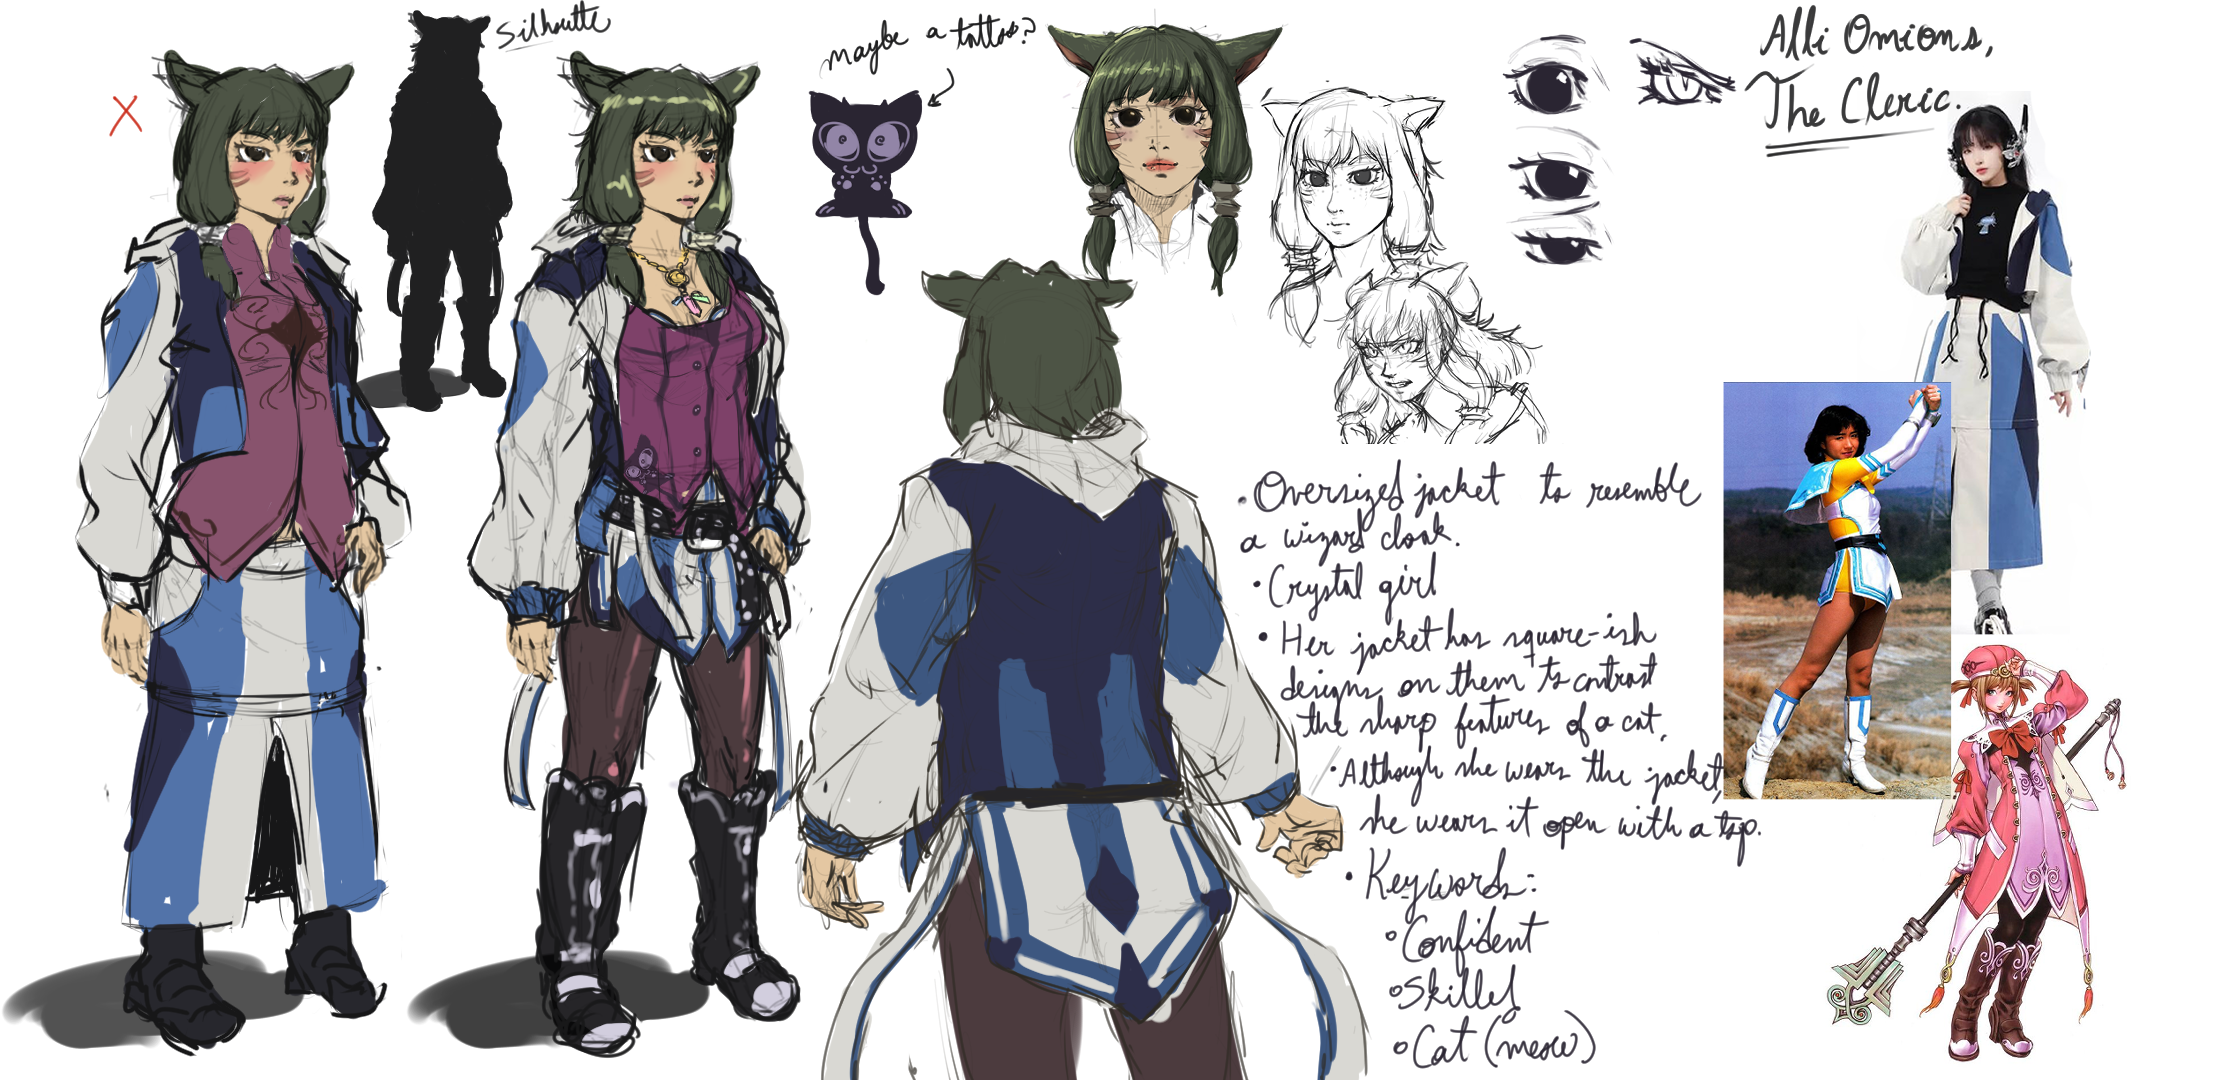 Silhoutte
maybe a tattoo?
Alli Omions,
The Cleric.
• Oversized jacket to resemble
a wizard cloak.
• Crystal girl
• Her jacket has square-ish
designs on them to contrast
the sharp features of a cat.
• Although she wears the jacket,
she wears it open with a top.
• Keywords:
° Confident
° Skilled
° Cat (meow)